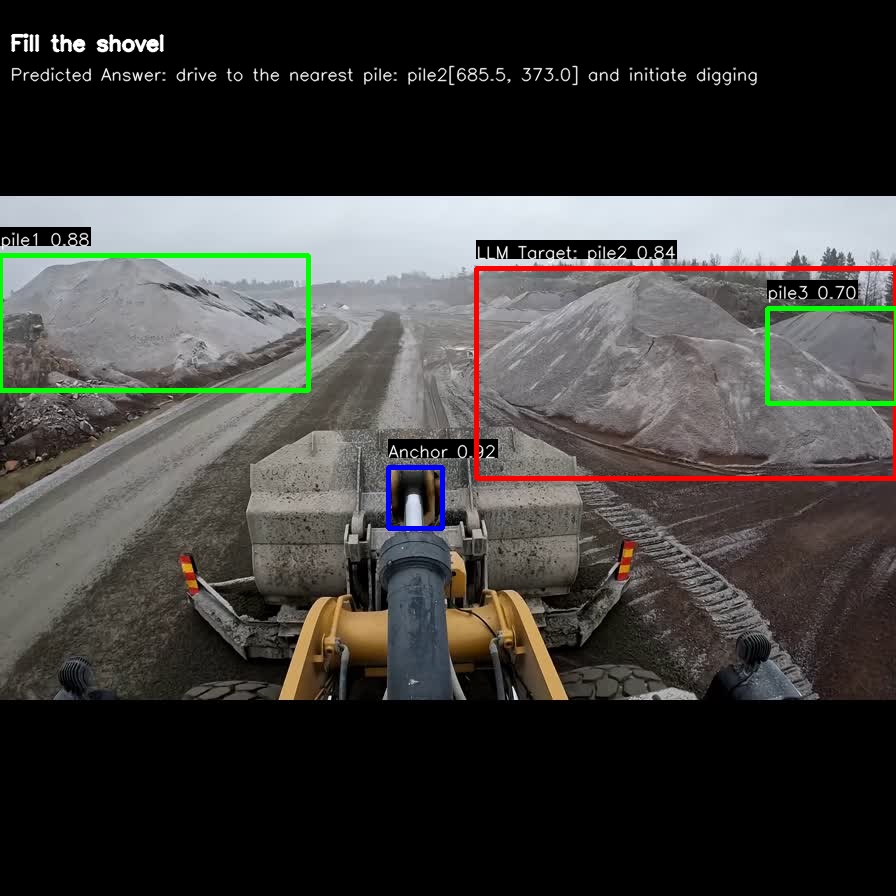 Fill the shovel
Predicted Answer: drive to the nearest pile: pile2[685.5, 373.0] and initiate digging
pile1 0.88
LLM Target: pile2 0.84
pile3 0.70
Anchor 0.92